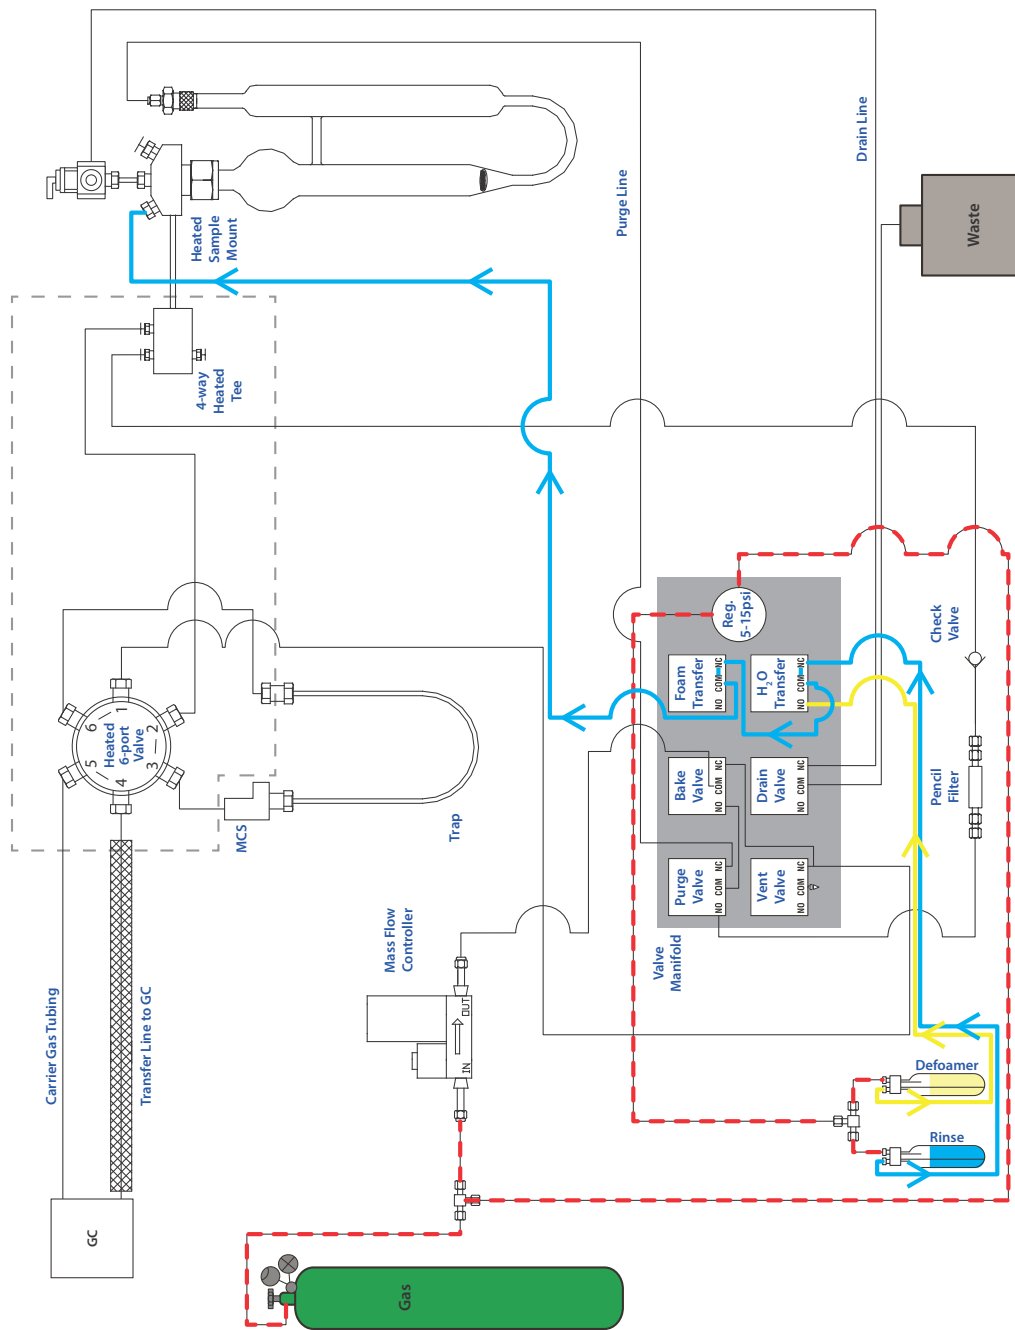 Drain Line
Purge Line
Heated
Sample
Mount
Waste
4-way
Heated
Tee
Heated
6-port
Valve
1
2
3
4
5
6
MCS
Trap
Reg.
5-15psi
Foam
Transfer
NO COM NC
H₂O
Transfer
NO COM NC
Bake
Valve
NO COM NC
Drain
Valve
NO COM NC
Purge
Valve
NO COM NC
Vent
Valve
NO COM NC
Valve
Manifold
Check
Valve
Pencil
Filter
Mass Flow
Controller
IN
OUT
Carrier Gas Tubing
Transfer Line to GC
GC
Defoamer
Rinse
Gas